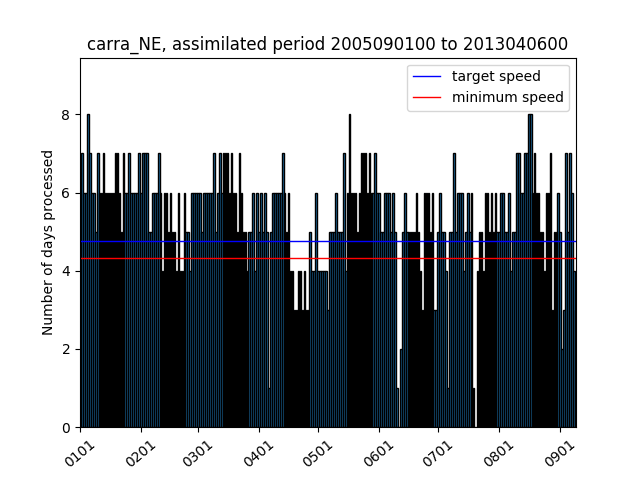 carra_NE, assimilated period 2005090100 to 2013040600
target speed
minimum speed
Number of days processed
8
6
4
2
0
0101 0201 0301 0401 0501 0601 0701 0801 0901